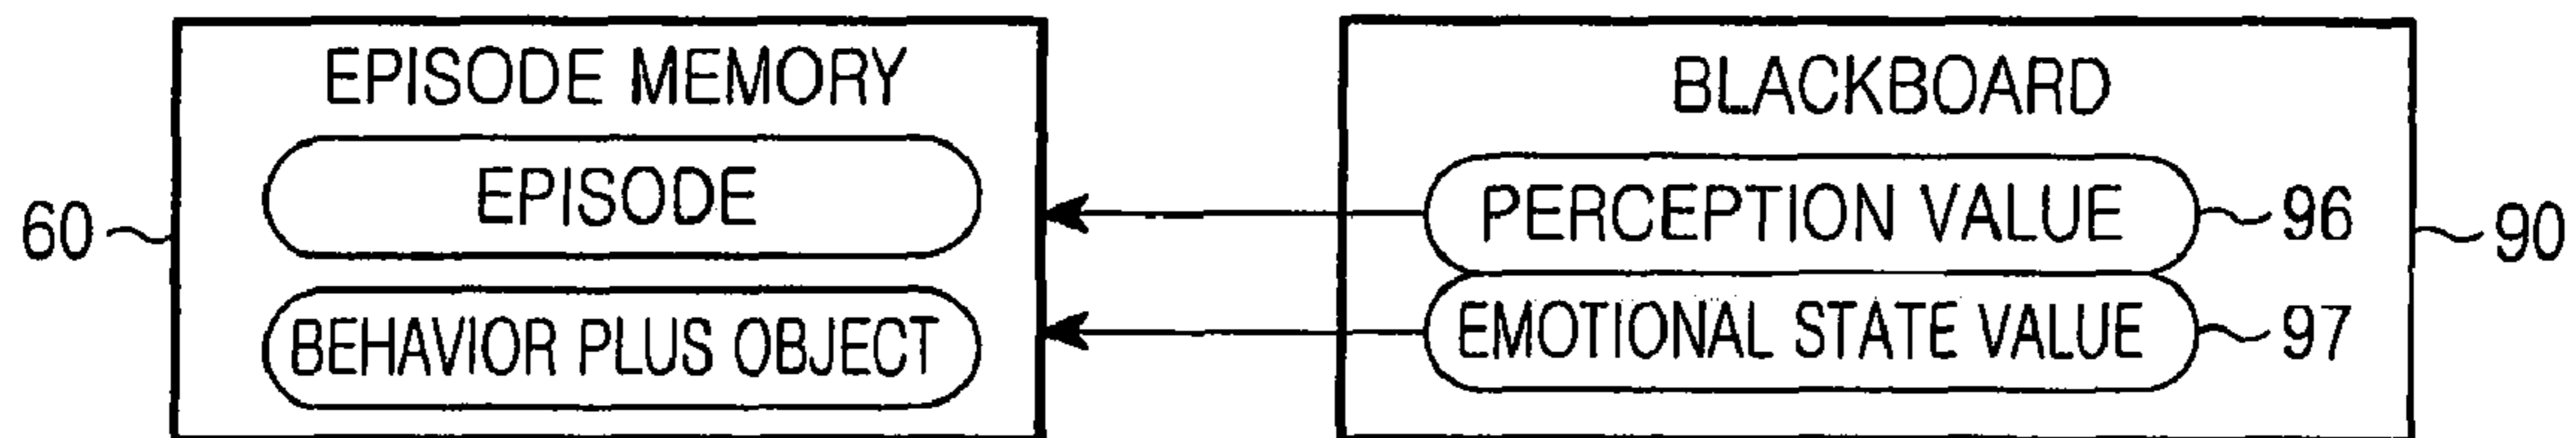 EPISODE MEMORY
EPISODE
BEHAVIOR PLUS OBJECT
60
BLACKBOARD
PERCEPTION VALUE
96
EMOTIONAL STATE VALUE
97
90